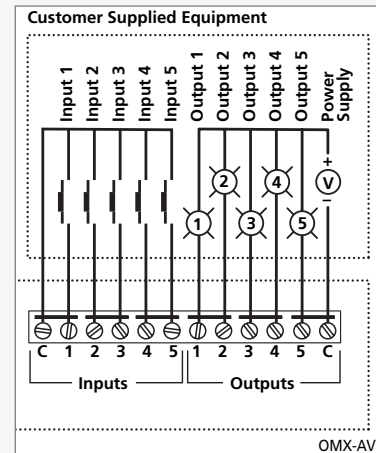 Customer Supplied Equipment
Input 1
Input 2
Input 3
Input 4
Input 5
Output 1
Output 2
Output 3
Output 4
Output 5
Power
Supply
+
2 4 V
1 3 5 –
C 1 2 3 4 5 1 2 3 4 5 C
Inputs Outputs
OMX-AV